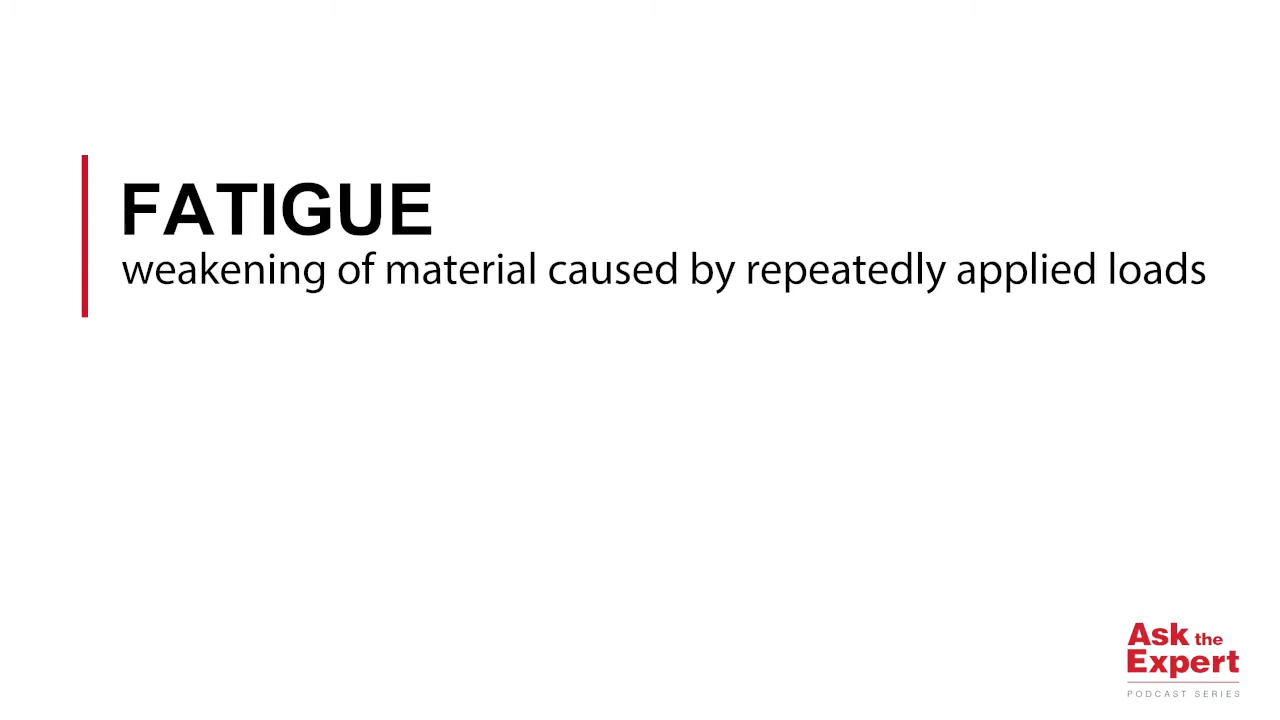 FATIGUE
weakening of material caused by repeatedly applied loads
Ask the
Expert
PODCAST SERIES